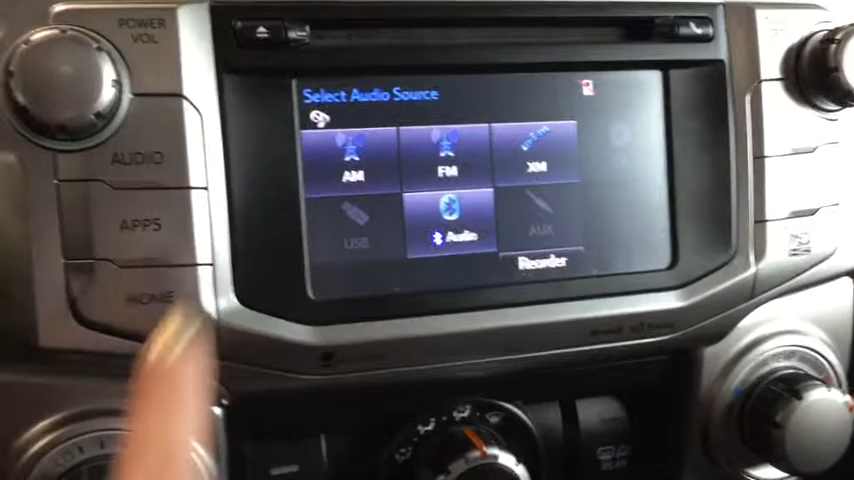 POWER
VOL
Select Audio Source
AUDIO
AM
FM
XM
APPS
USB
Audio
AUX
Reorder
HOME